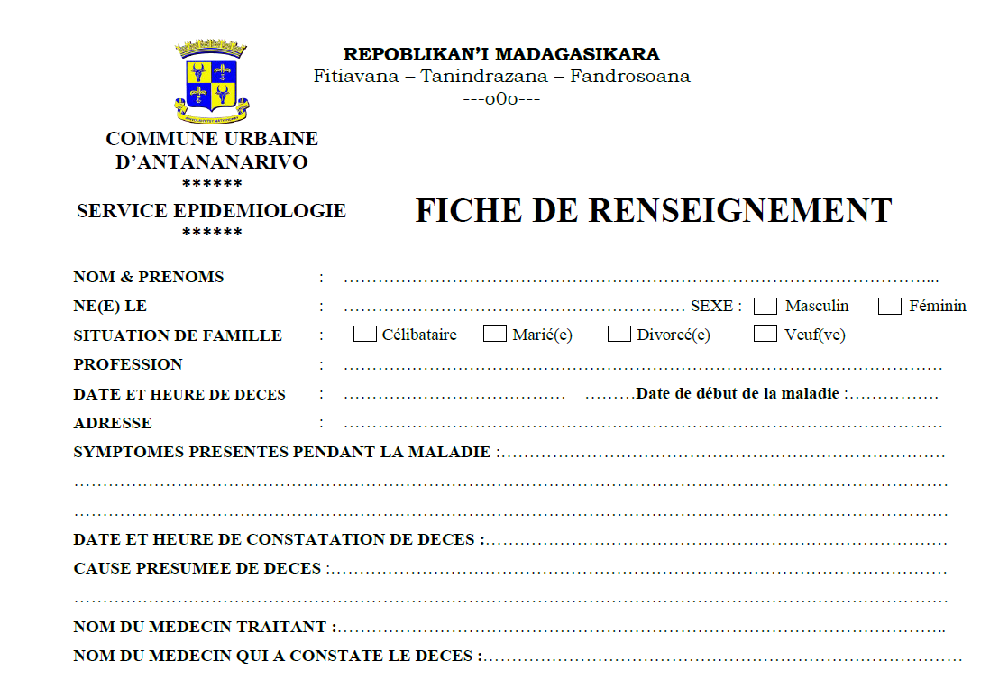 REPOBLIKAN’I MADAGASIKARA
Fitiavana – Tanindrazana – Fandrosoana
---o0o---
COMMUNE URBAINE
D’ANTANANARIVO
******
SERVICE EPIDEMIOLOGIE
******
FICHE DE RENSEIGNEMENT
NOM & PRENOMS : ……………………………………………………………………………………...
NE(E) LE : …………………………………………………… SEXE : Masculin Féminin
SITUATION DE FAMILLE : Célibataire Marié(e) Divorcé(e) Veuf(ve)
PROFESSION : ……………………………………………………………………………………………
DATE ET HEURE DE DECES : ………………………………… ………Date de début de la maladie :……………
ADRESSE : ……………………………………………………………………………………………
SYMPTOMES PRESENTES PENDANT LA MALADIE :……………………………………………………………………
………………………………………………………………………………………………………………………………………
………………………………………………………………………………………………………………………………………
DATE ET HEURE DE CONSTATATION DE DECES :………………………………………………………………………
CAUSE PRESUMEE DE DECES :………………………………………………………………………………………………
………………………………………………………………………………………………………………………………………
NOM DU MEDECIN TRAITANT :……………………………………………………………………………………………..
NOM DU MEDECIN QUI A CONSTATE LE DECES :…………………………………………………………………………